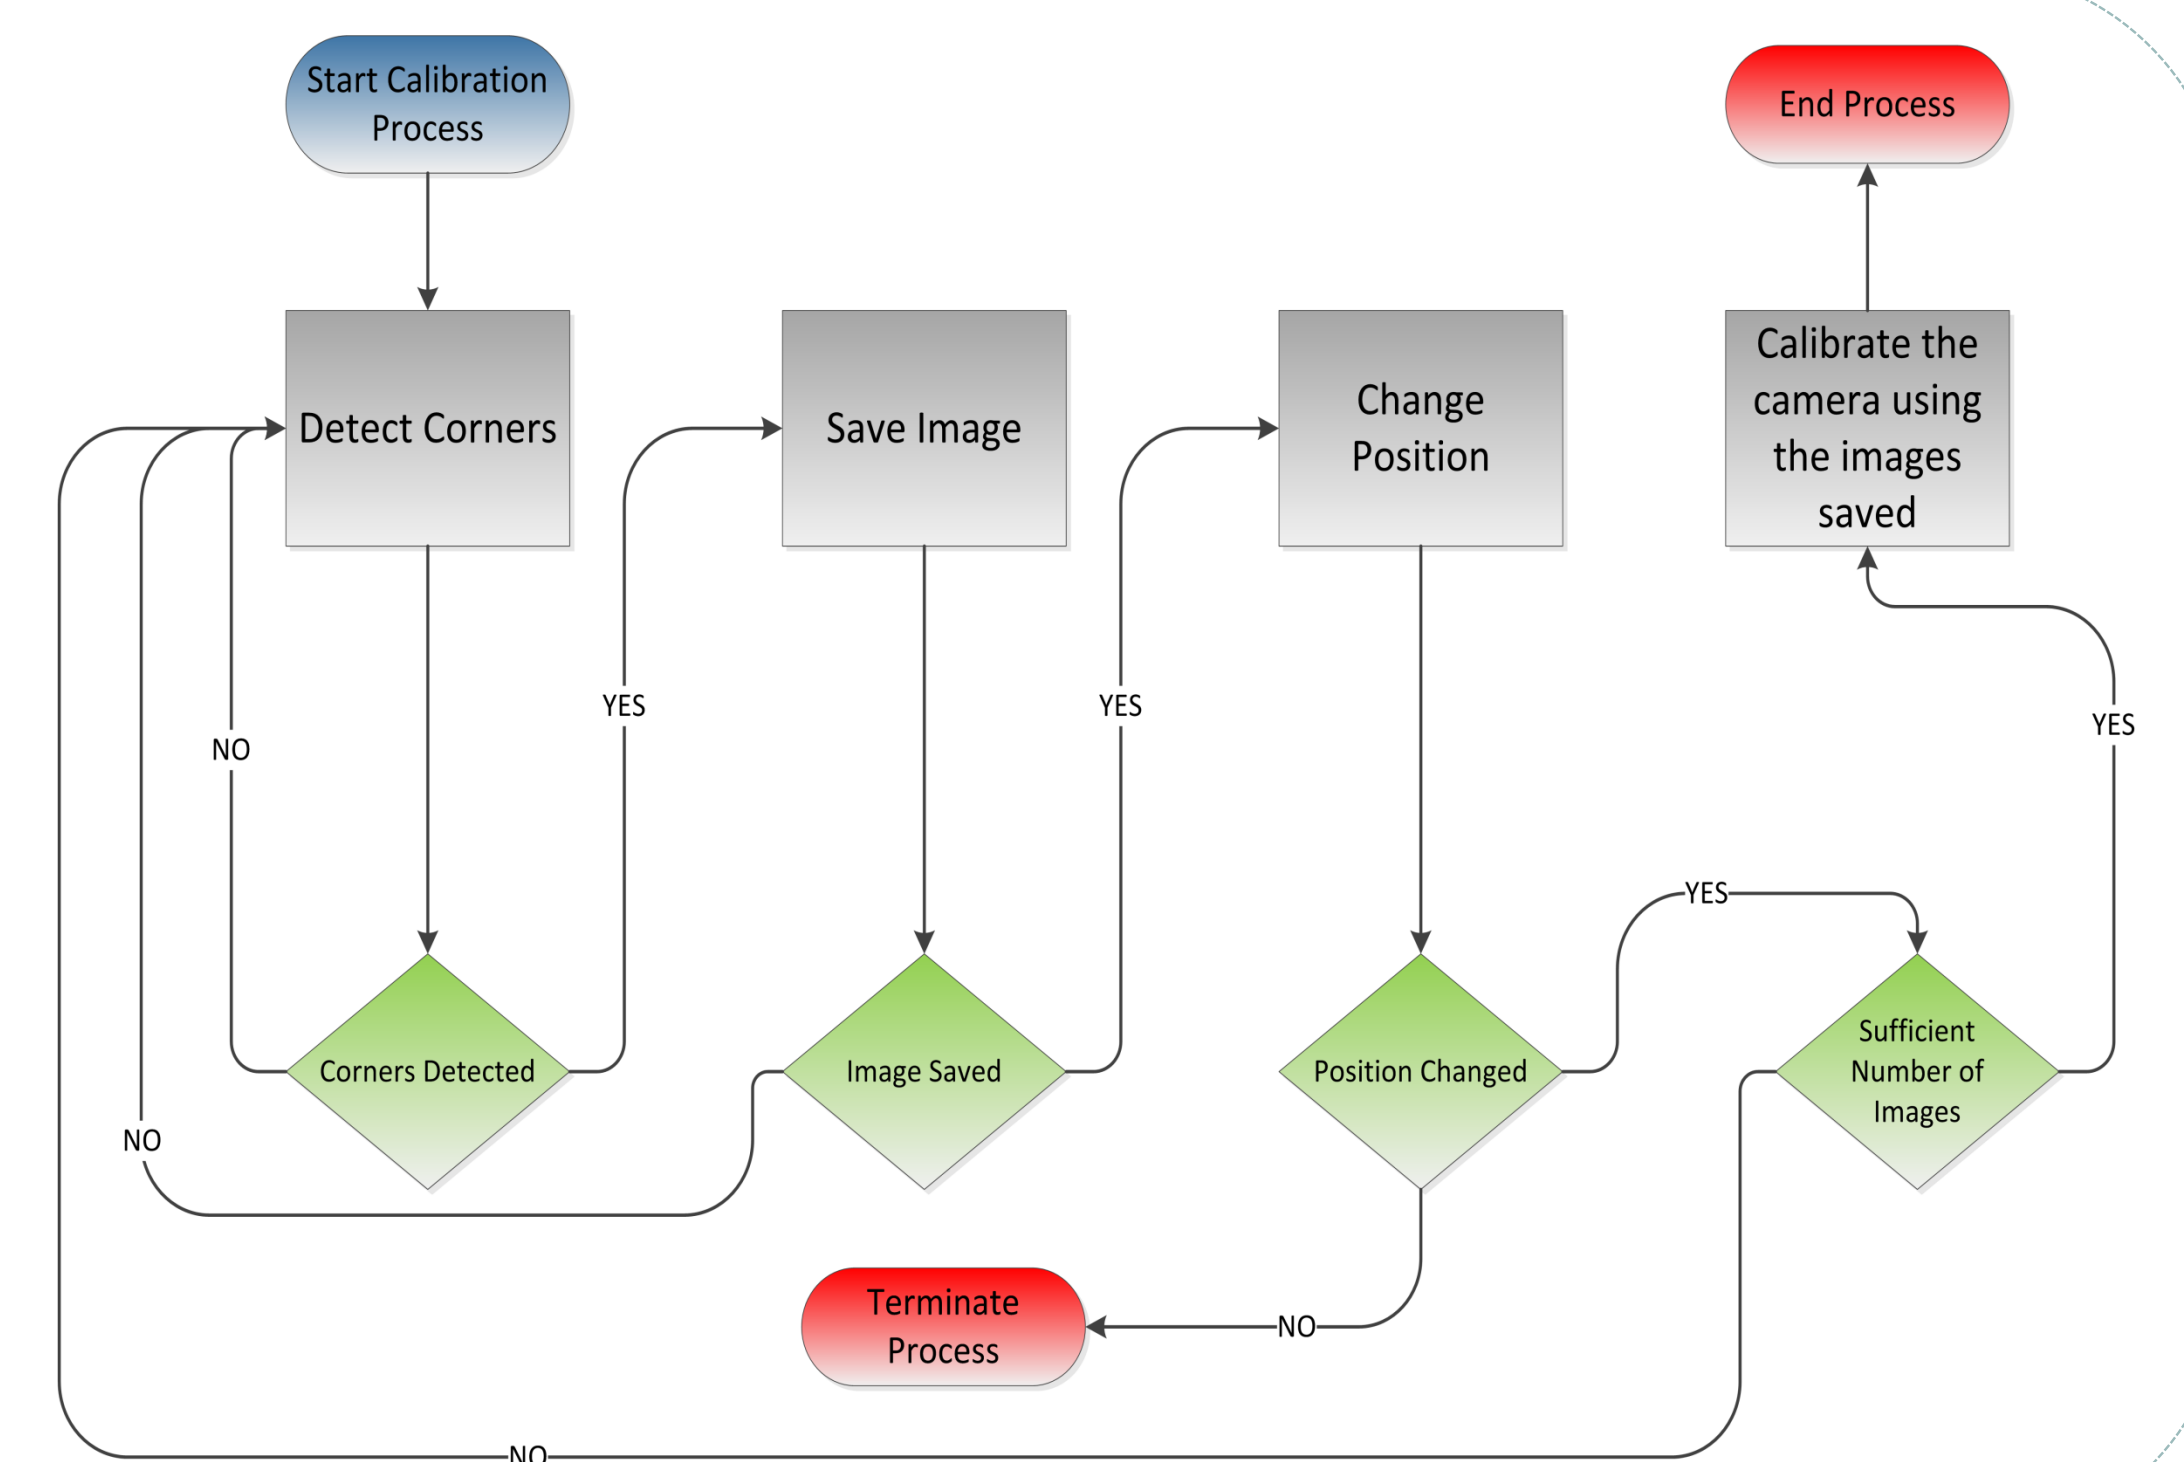 Start Calibration
Process
End Process
Detect Corners
Save Image
Change
Position
Calibrate the
camera using
the images
saved
YES
YES
YES
NO
YES
Corners Detected
Image Saved
Position Changed
Sufficient
Number of
Images
NO
Terminate
Process
NO
NO